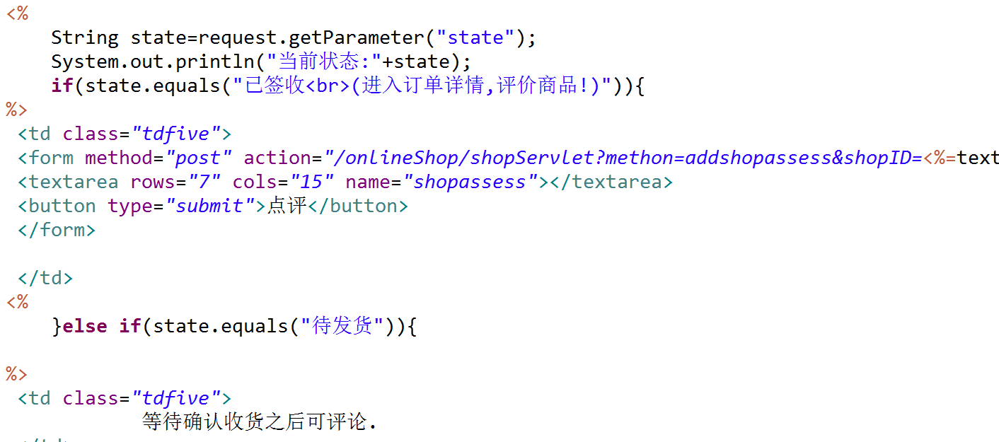 <%
String state=request.getParameter("state");
System.out.println("当前状态:"+state);
if(state.equals("已签收<br>(进入订单详情,评价商品!)")){
%>
<td class="tdfive">
<form method="post" action="/onlineShop/shopServlet?methon=addshopassess&shopID=<%=text
<textarea rows="7" cols="15" name="shopassess"></textarea>
<button type="submit">点评</button>
</form>
</td>
<%
}else if(state.equals("待发货")){
%>
<td class="tdfive">
等待确认收货之后可评论.